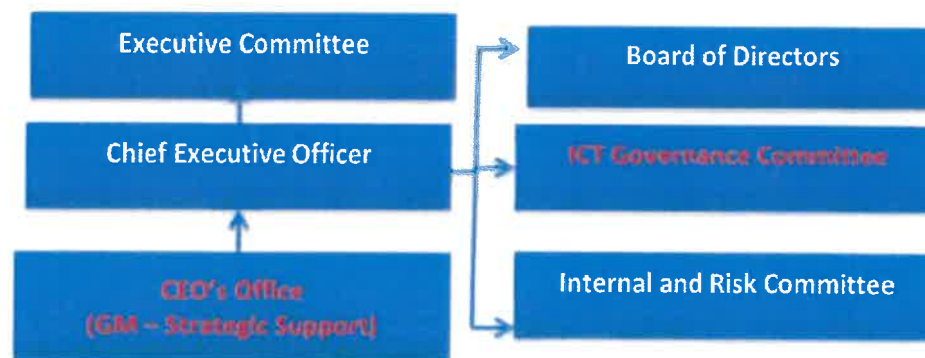 Executive Committee
Board of Directors
Chief Executive Officer
ICT Governance Committee
CEO's Office
(GM – Strategic Support)
Internal and Risk Committee